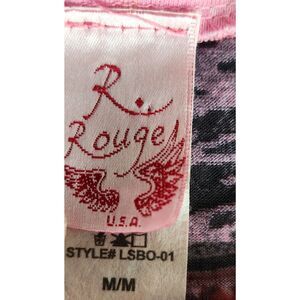 R.
Rouge
U.S.A.
STYLE# LSBO-01
M/M